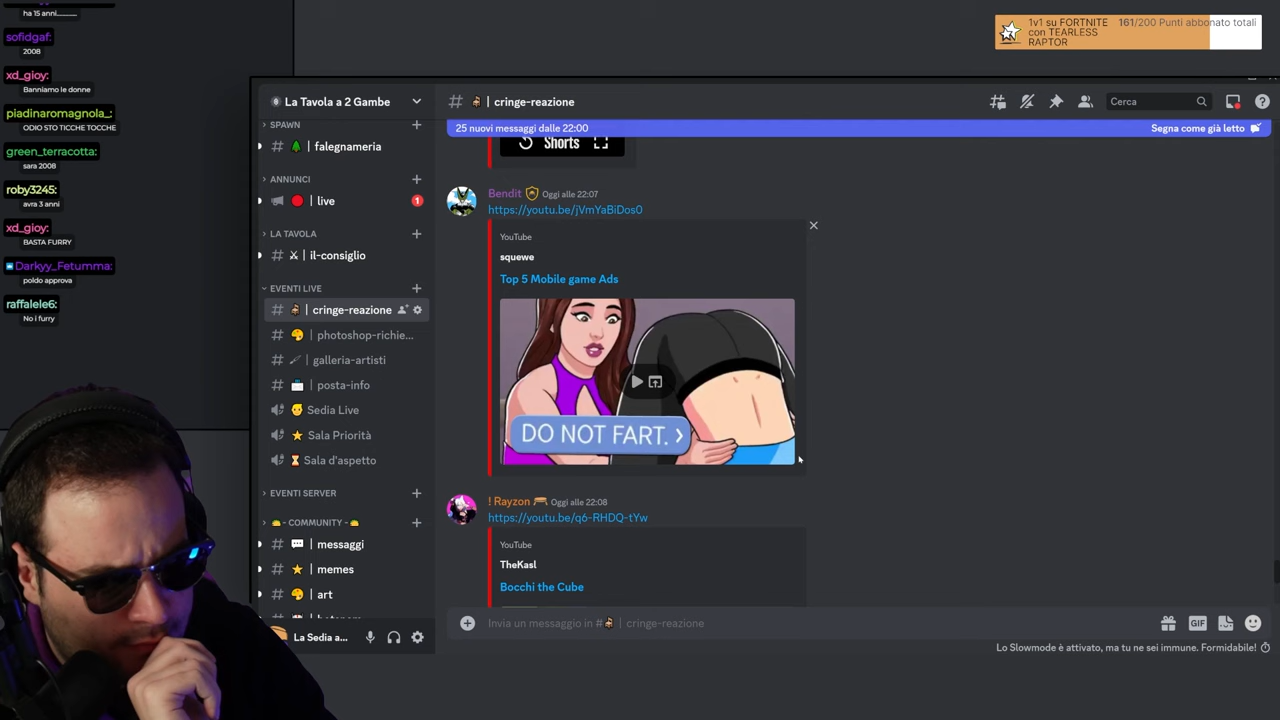 ha 15 anni..........
sofidgaf:
2008
xd_gioy:
Banniamo le donne
piadinaromagnola_:
ODIO STO TICCHE TOCCHE
green_terracotta:
sara 2008
roby3245:
avra 3 anni
xd_gioy:
BASTA FURRY
Darkyy_Fetumma:
poldo approva
raffalele6:
No i furry
1v1 su FORTNITE
con TEARLESS
RAPTOR
161/200 Punti abbonato totali
La Tavola a 2 Gambe
SPAWN
# | falegnameria
ANNUNCI
| live
1
LA TAVOLA
# | il-consiglio
EVENTI LIVE
# | cringe-reazione
# | photoshop-richie...
# | galleria-artisti
# | posta-info
Sedia Live
Sala Priorità
Sala d'aspetto
EVENTI SERVER
- COMMUNITY -
# | messaggi
# | memes
# | art
La Sedia a...
# | cringe-reazione
Cerca
25 nuovi messaggi dalle 22:00
Segna come già letto
Shorts
Bendit Oggi alle 22:07
https://youtu.be/jVmYaBiDos0
YouTube
squewe
Top 5 Mobile game Ads
DO NOT FART. >
! Rayzon Oggi alle 22:08
https://youtu.be/q6-RHDQ-tYw
YouTube
TheKasl
Bocchi the Cube
Invia un messaggio in # | cringe-reazione
GIF
Lo Slowmode è attivato, ma tu ne sei immune. Formidabile!